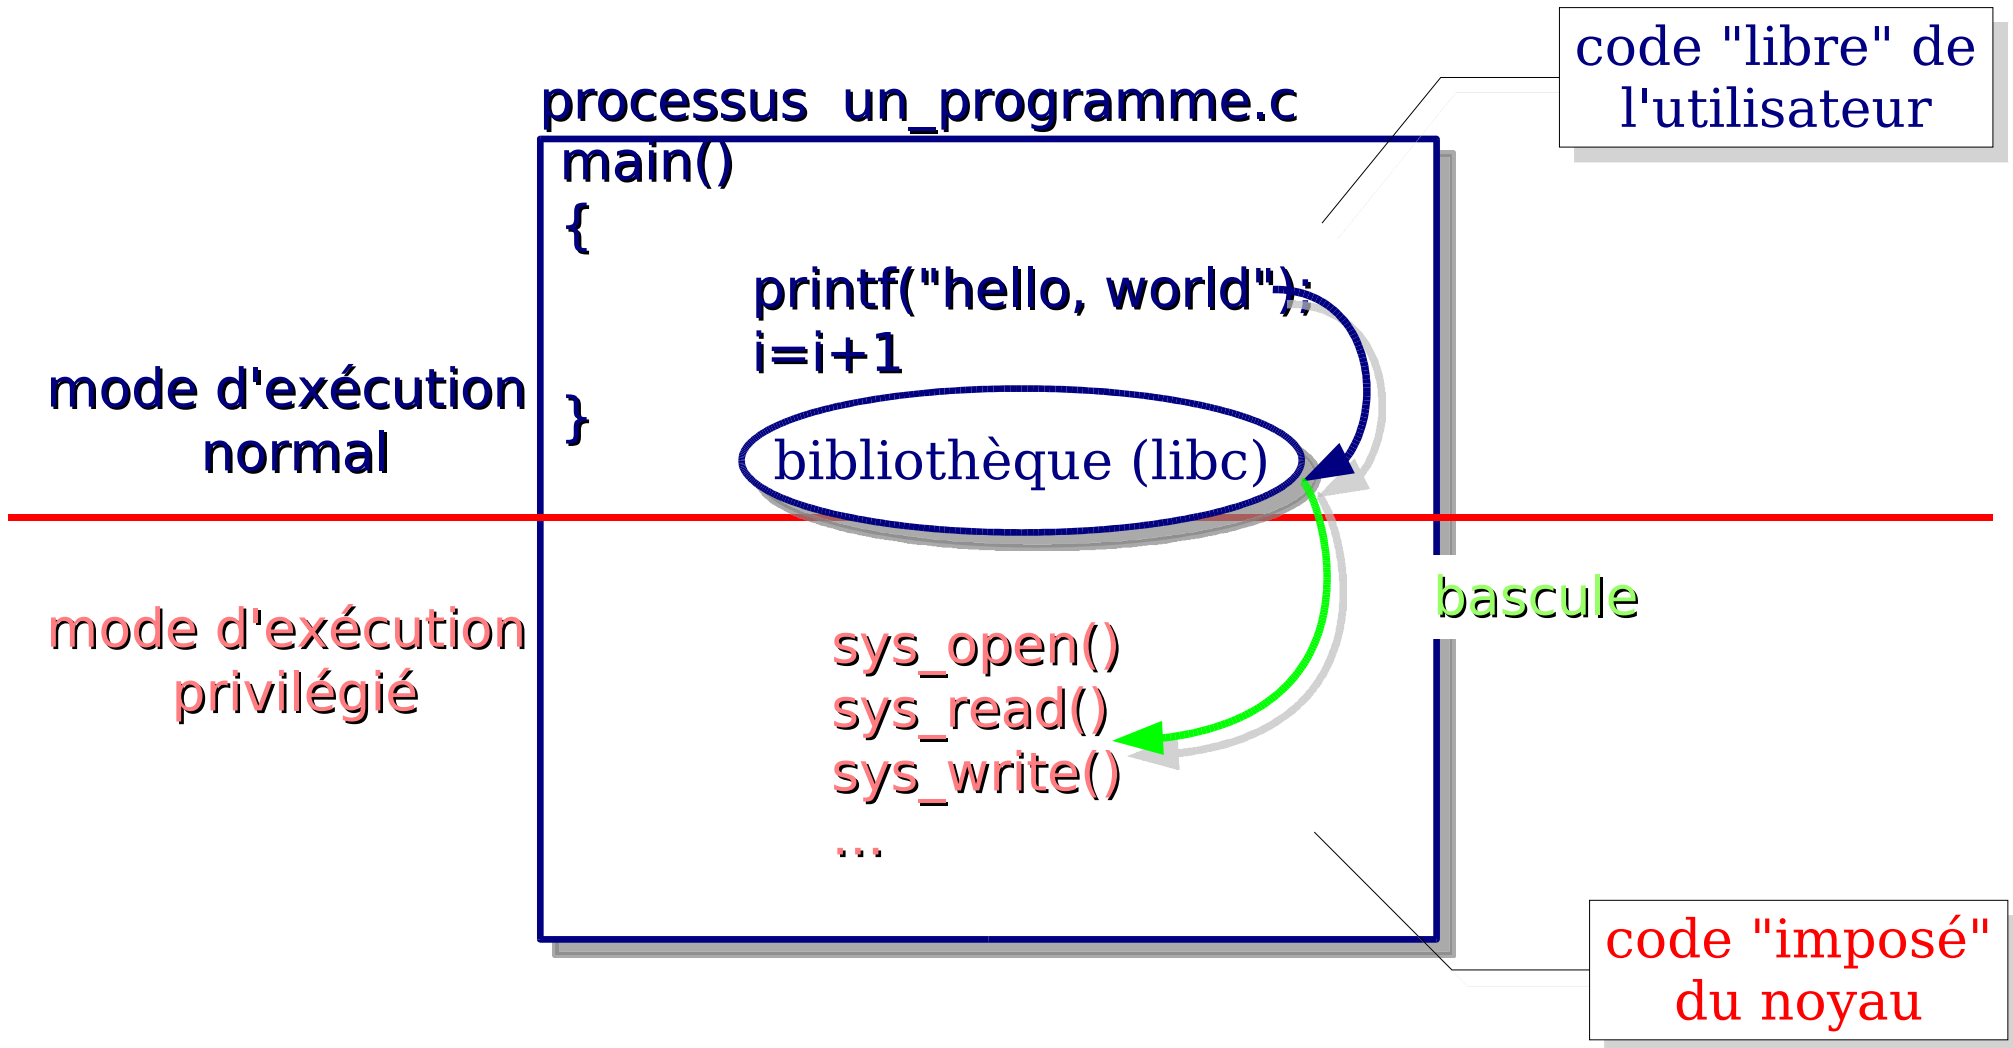 code "libre" de
l'utilisateur
processus  un_programme.c
main()
{
printf("hello, world");
i=i+1
}
mode d'exécution
normal
bibliothèque (libc)
bascule
mode d'exécution
privilégié
sys_open()
sys_read()
sys_write()
...
code "imposé"
du noyau